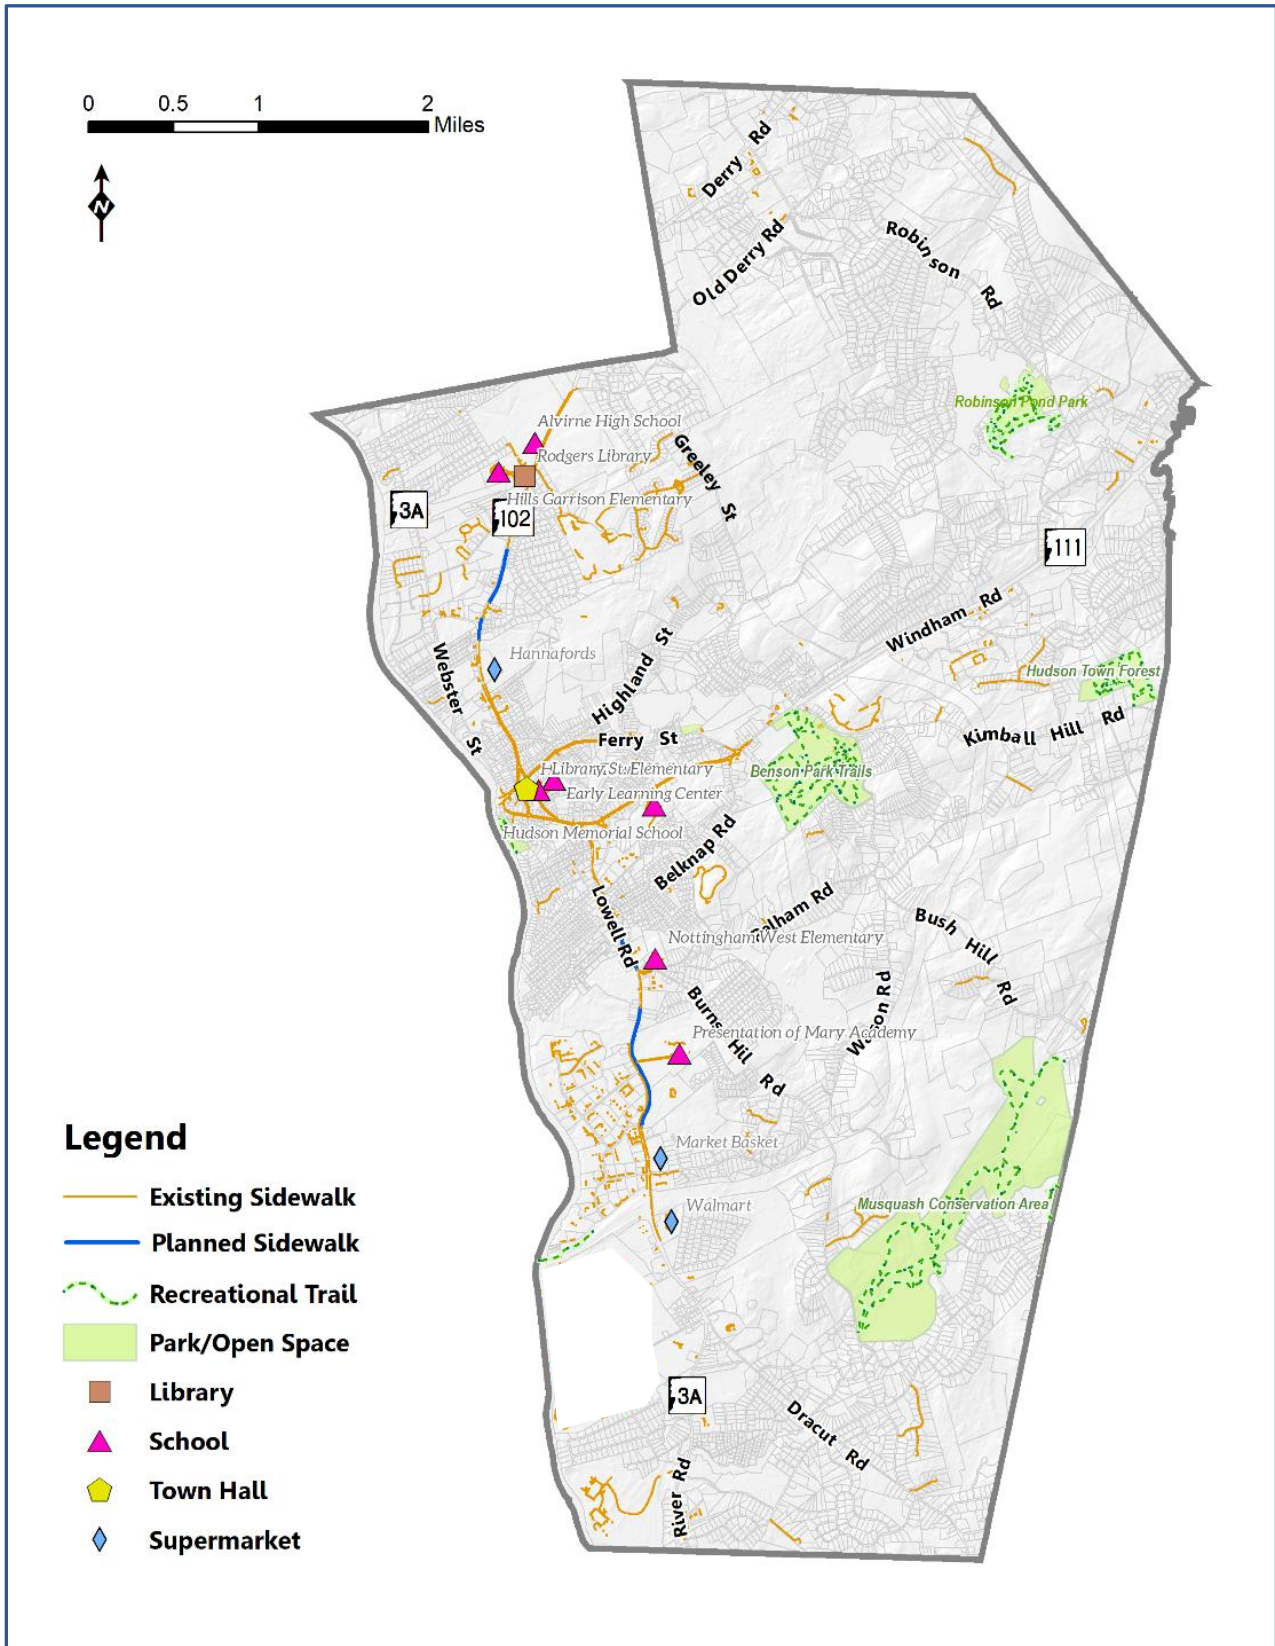 0 0.5 1 2
Miles
N
Derry Rd
Old Derry Rd
Robinson Rd
Robinson Pond Park
Alvirne High School
Rodgers Library
Greeley St
Hills Garrison Elementary
3A
102
111
Windham Rd
Hannafords
Webster St
Highland St
Hudson Town Forest
Kimball Hill Rd
Ferry St
Library St. Elementary
Benson Park Trails
Early Learning Center
Hudson Memorial School
Belknap Rd
Lowell Rd
Pelham Rd
Bush Hill Rd
Nottingham West Elementary
Burns Hil Rd
Wason Rd
Presentation of Mary Academy
Market Basket
Walmart
Musquash Conservation Area
3A
Dracut Rd
River Rd
Legend
Existing Sidewalk
Planned Sidewalk
Recreational Trail
Park/Open Space
Library
School
Town Hall
Supermarket